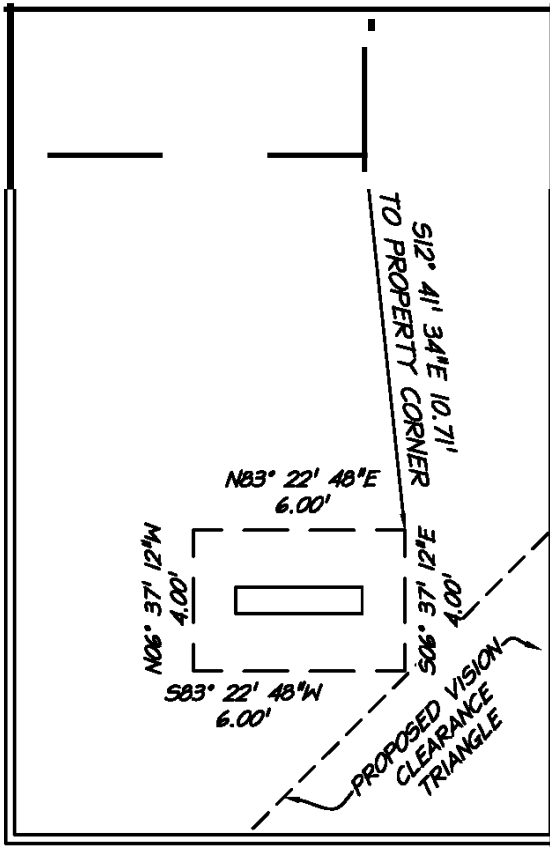 S12° 41' 34"E 10.71'
TO PROPERTY CORNER
N83° 22' 48"E
6.00'
N06° 37' 12"W
4.00'
S06° 37' 12"E
4.00'
S83° 22' 48"W
6.00'
PROPOSED VISION
CLEARANCE
TRIANGLE